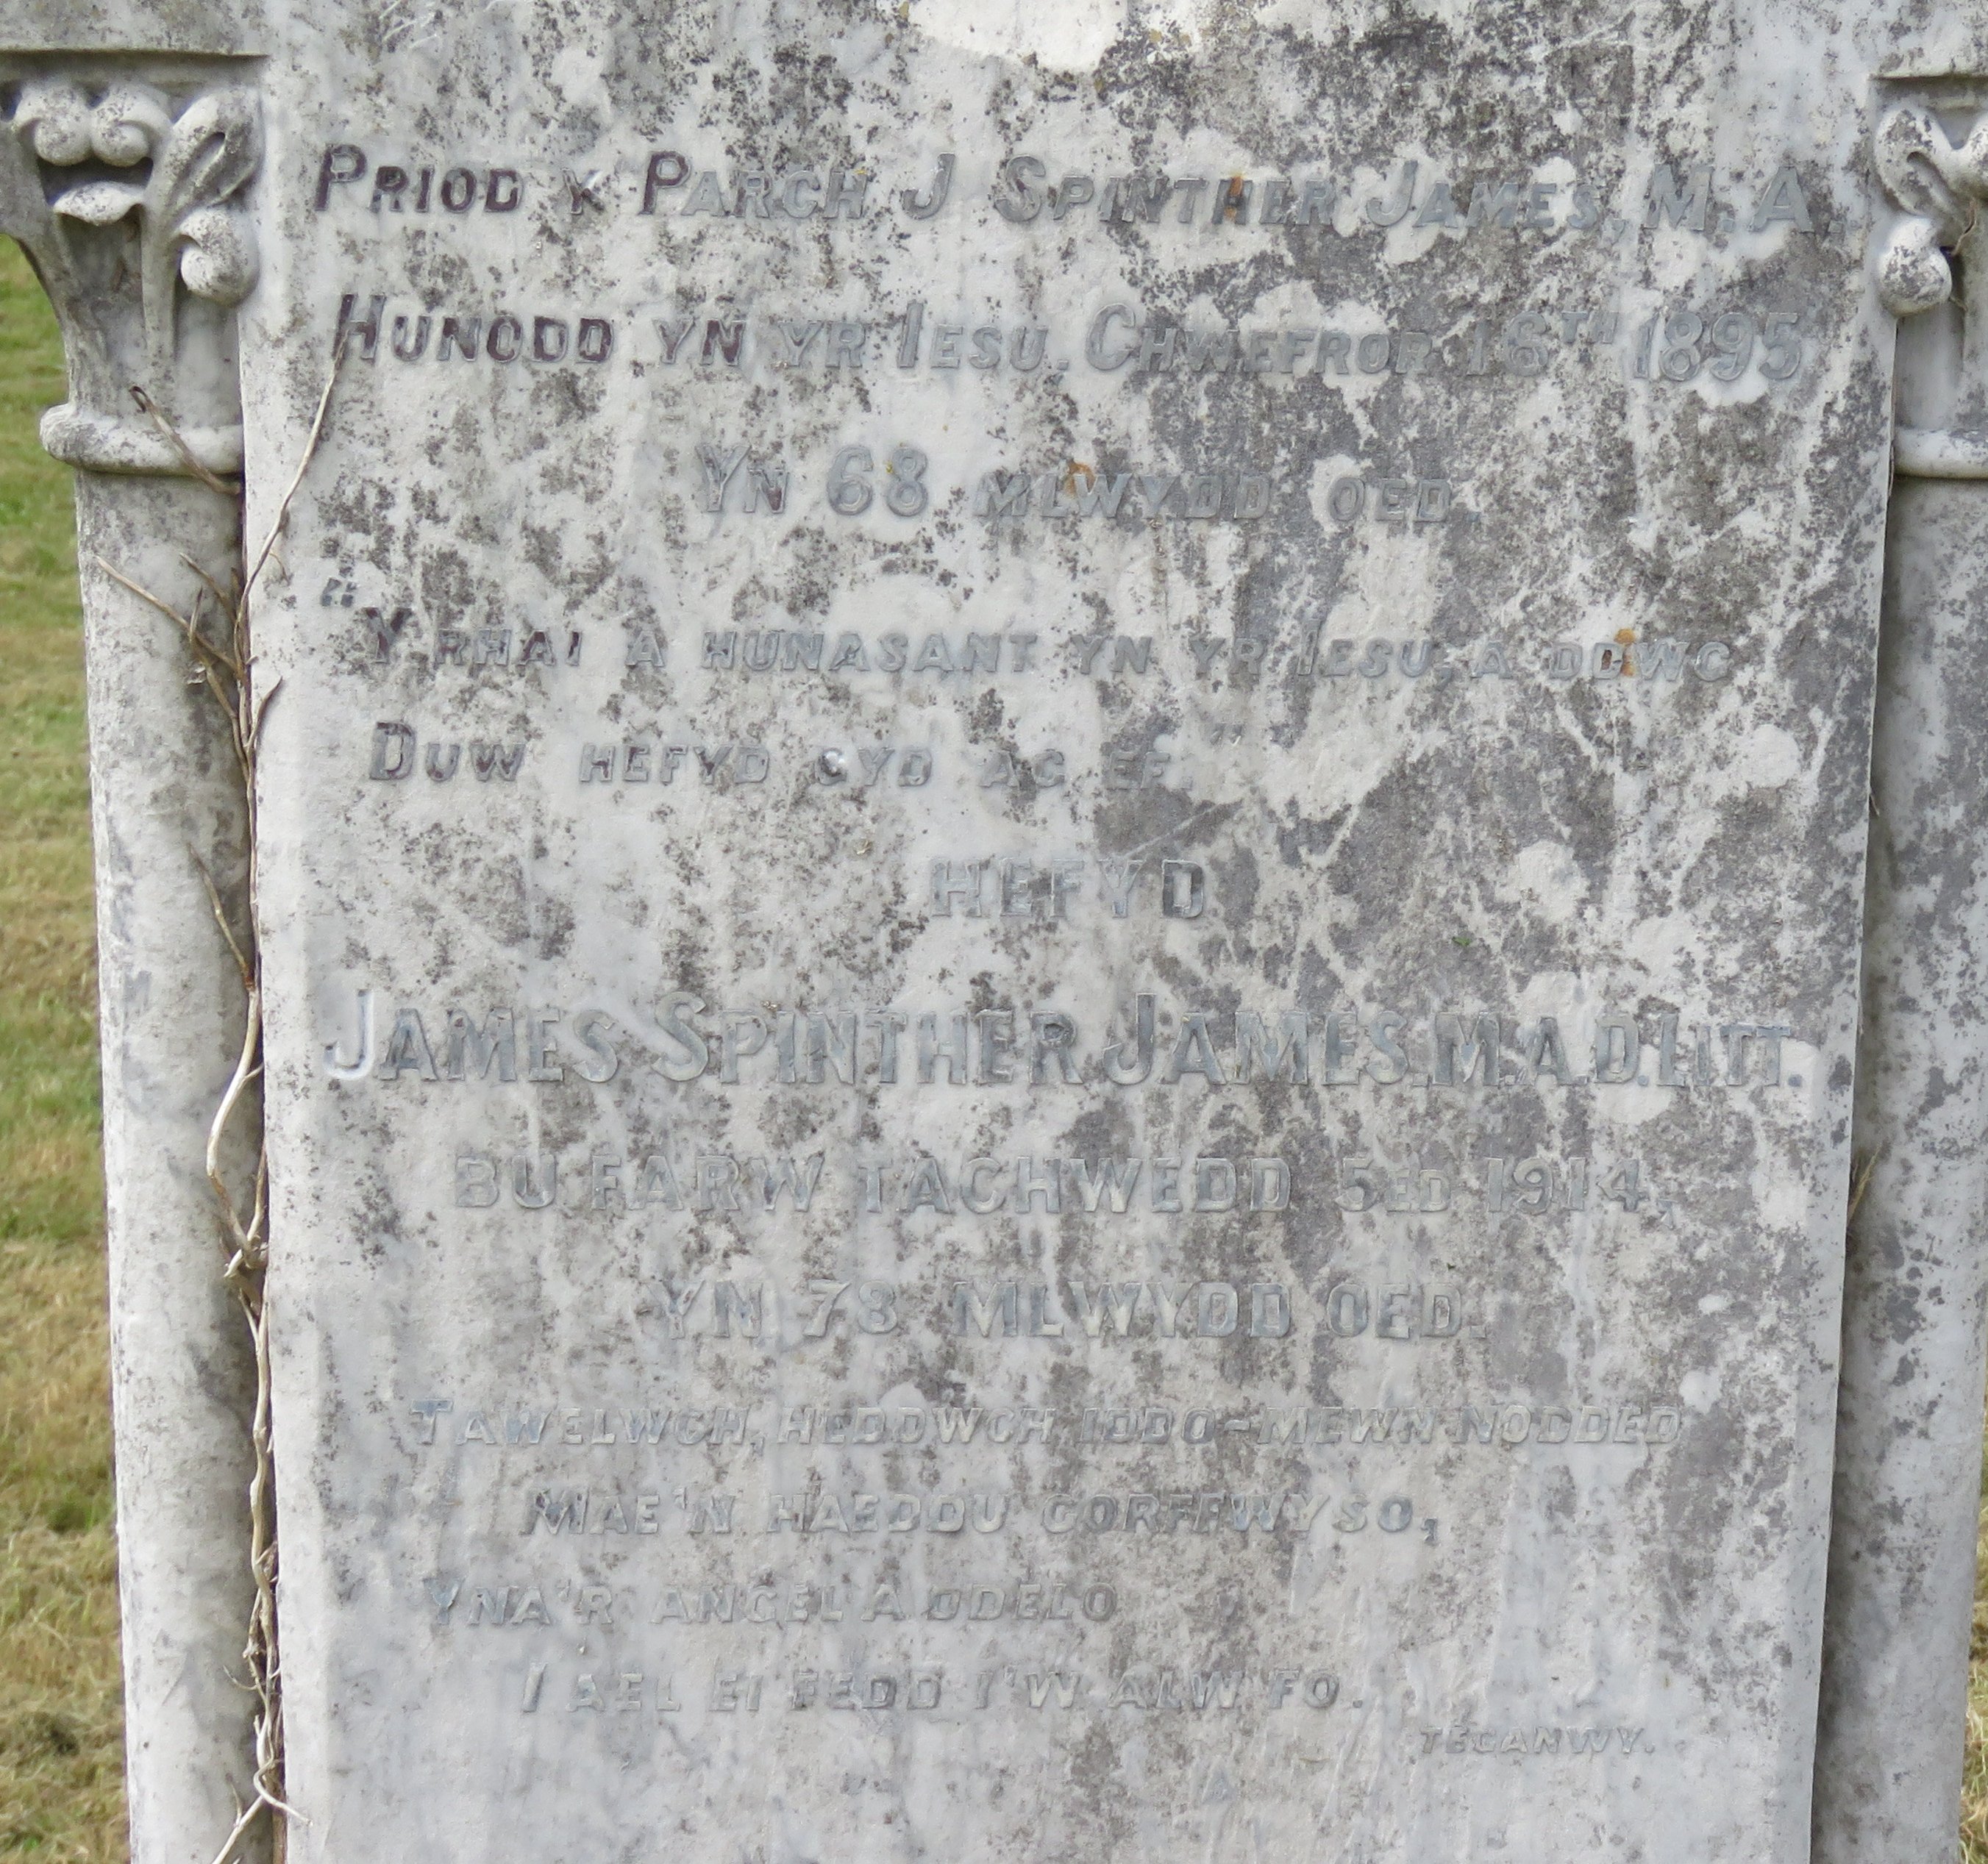 PRIOD Y PARCH J SPINTHER JAMES, M.A.
HUNODD YN YR IESU, CHWEFROR 16TH 1895
YN 68 MLWYDD OED,
"Y RHAI A HUNASANT YN YR IESU, A DDWG
DUW HEFYD GYD AG EF."
HEFYD
JAMES SPINTHER JAMES, M.A.D.LITT.
BU FARW TACHWEDD 5ED 1914,
YN 78 MLWYDD OED.
TAWELWCH, HEDDWCH IDDO-MEWN NODDED
MAE'N HAEDDU GORFFWYSO,
YNA'R ANGEL A DDELO
I AEL EI FEDD I'W ALW FO.
TEGANWY.